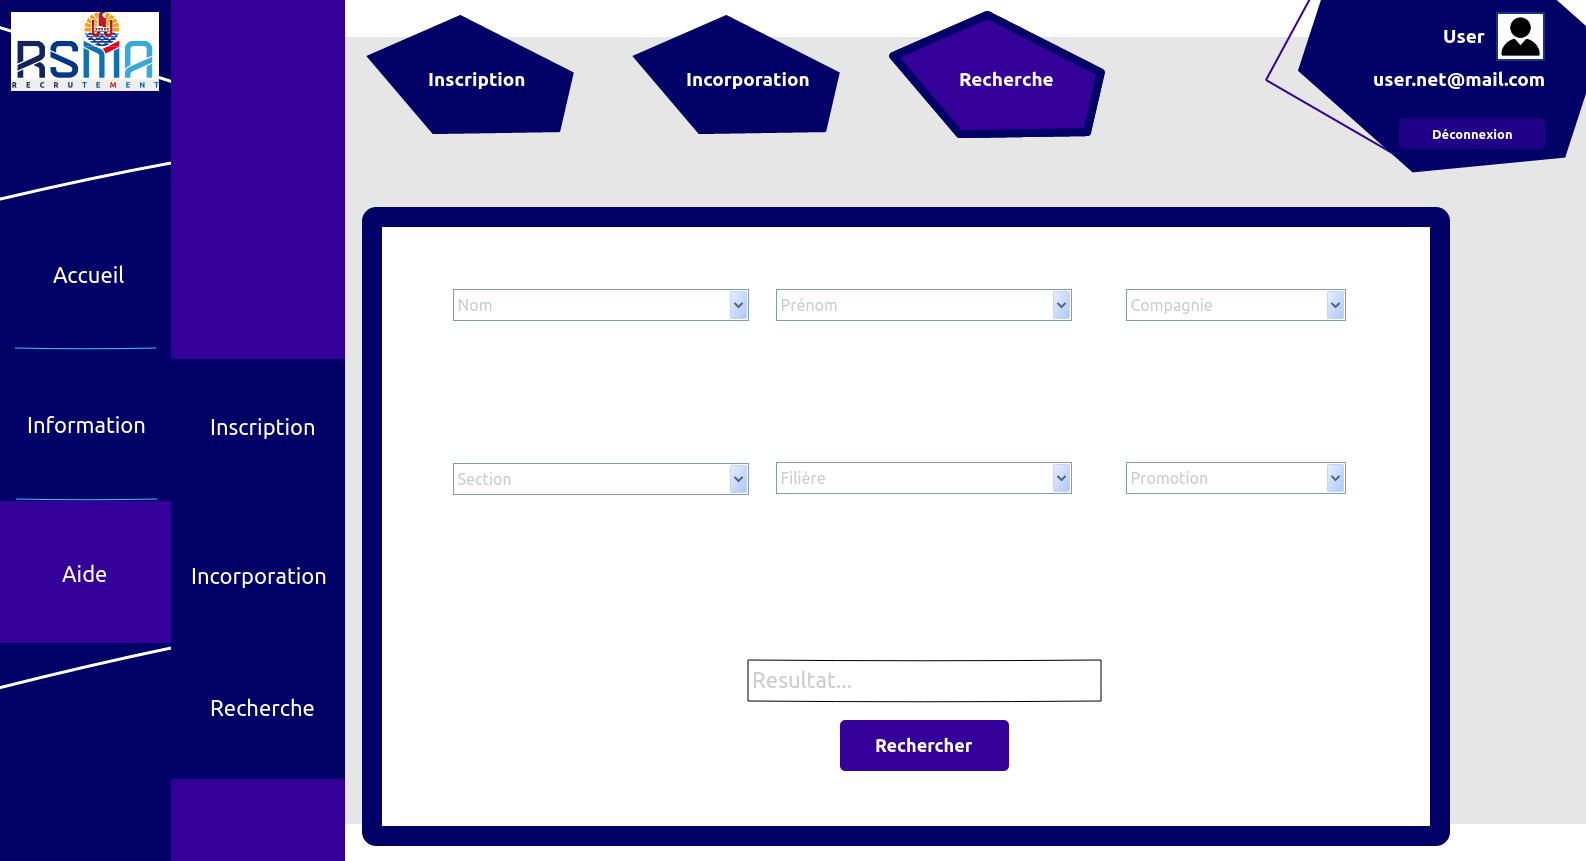 RSMA
RECRUTEMENT
Inscription
Incorporation
Recherche
User
user.net@mail.com
Déconnexion
Accueil
Information
Aide
Inscription
Incorporation
Recherche
Nom
Prénom
Compagnie
Section
Filière
Promotion
Resultat...
Rechercher